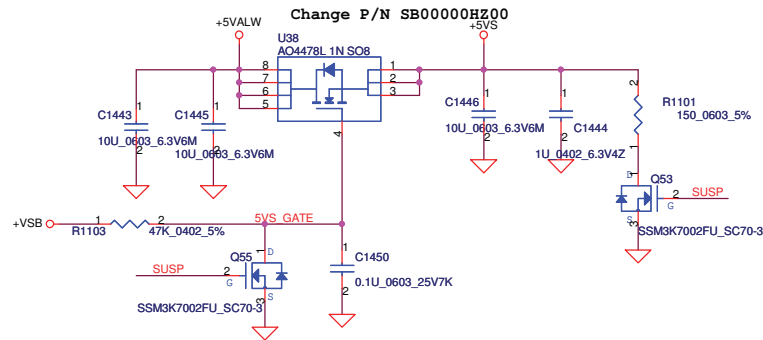 Change P/N SB00000HZ00
+5VALW
+5VS
U38
AO4478L 1N SO8
8
7
6
5
1
2
3
4
C1443
1
2
10U_0603_6.3V6M
C1445
1
2
10U_0603_6.3V6M
C1446
1
2
10U_0603_6.3V6M
C1444
1
2
1U_0402_6.3V4Z
2
R1101
150_0603_5%
1
1
D
Q53
2
G
SUSP
3
S
SSM3K7002FU_SC70-3
+VSB
R1103
1
2
47K_0402_5%
5VS_GATE
SUSP
Q55
1
D
2
G
3
S
SSM3K7002FU_SC70-3
1
C1450
0.1U_0603_25V7K
2